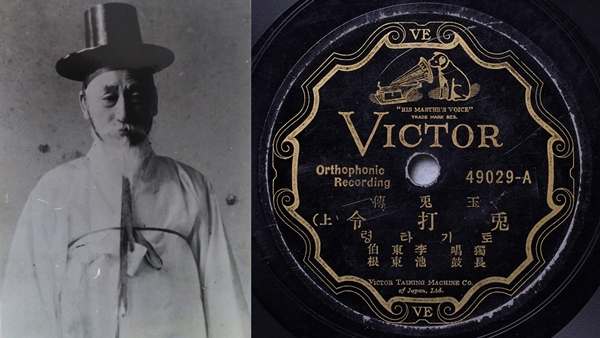 VE
"HIS MASTER'S VOICE"
TRADE MARK REG.
VICTOR
Orthophonic
Recording
49029-A
玉兎傳
兎打令(上)
토기타령
獨唱 李東伯
長鼓 池東根
VICTOR TALKING MACHINE CO.
of Japan, Ltd.
VE